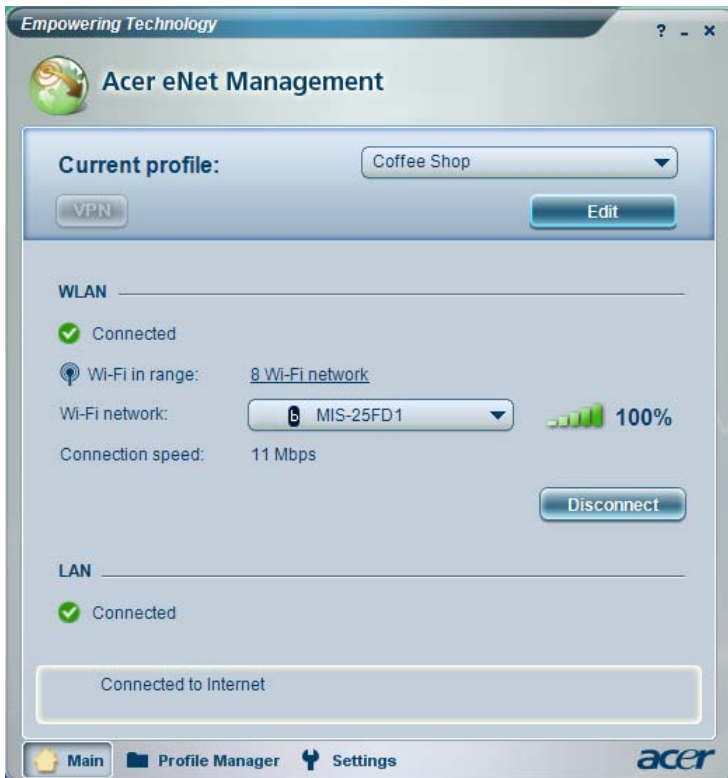 Empowering Technology
? - ×
Acer eNet Management
Current profile: Coffee Shop
VPN Edit
WLAN
Connected
Wi-Fi in range: 8 Wi-Fi network
Wi-Fi network: b MIS-25FD1 100%
Connection speed: 11 Mbps
Disconnect
LAN
Connected
Connected to Internet
Main Profile Manager Settings acer